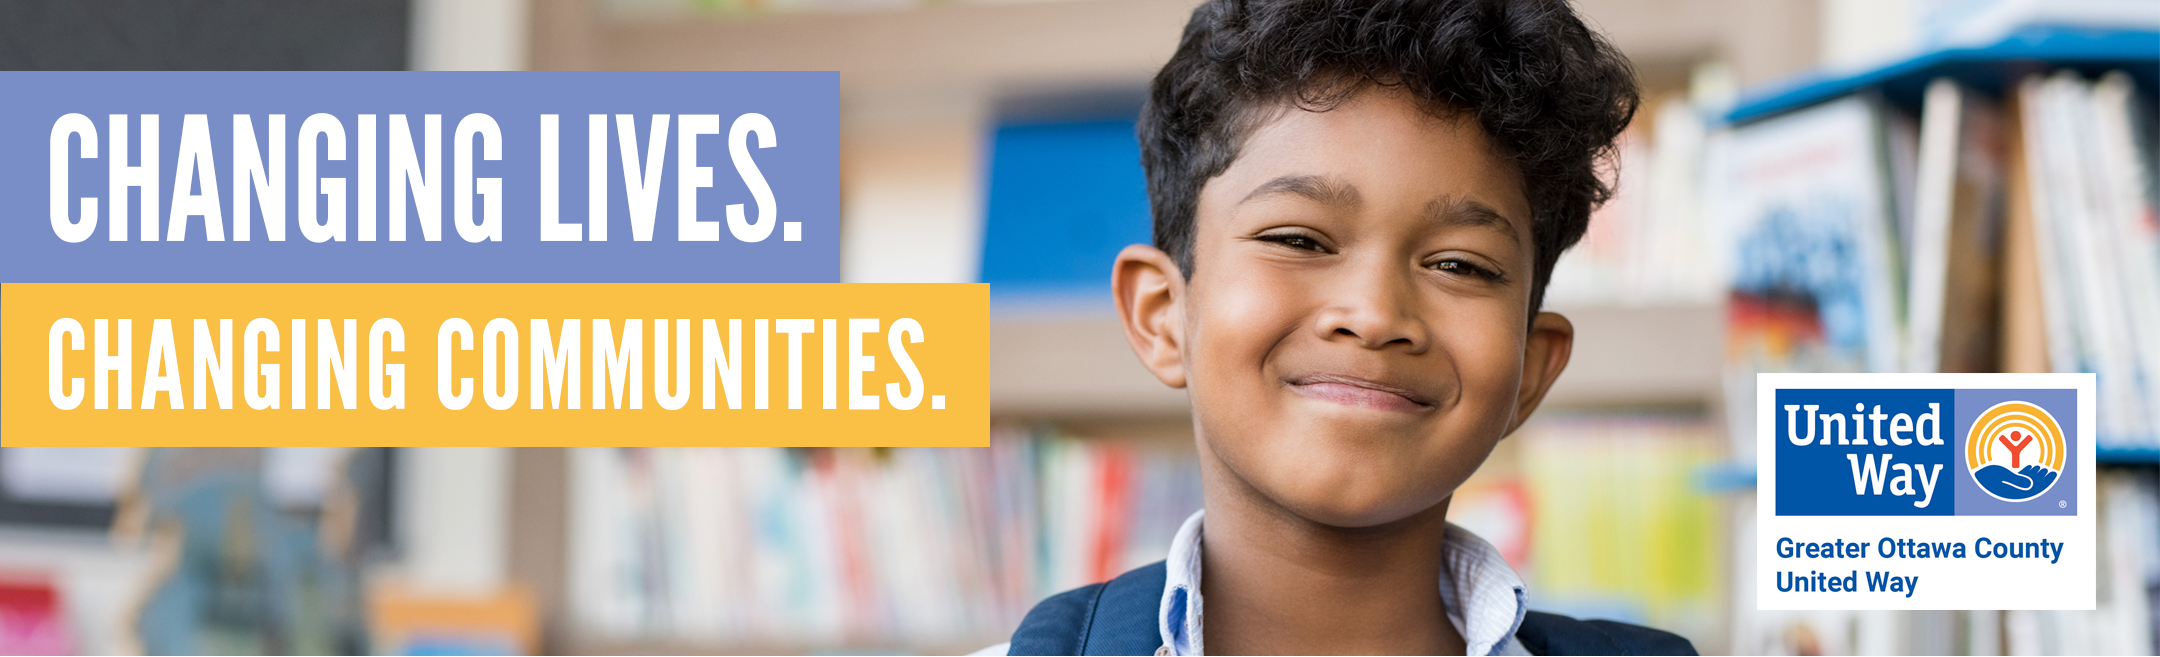 CHANGING LIVES.
CHANGING COMMUNITIES.
United
Way
®
Greater Ottawa County
United Way